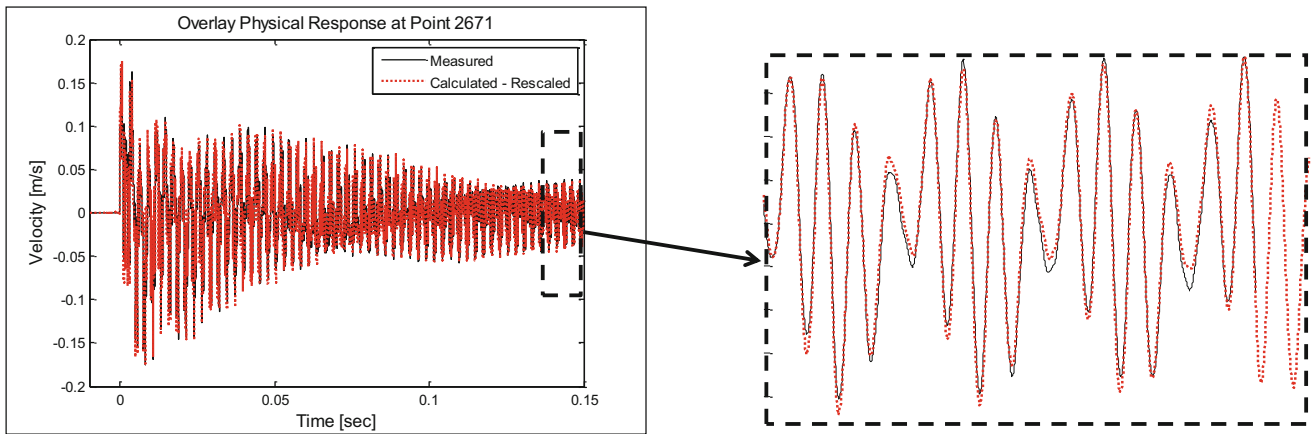 Overlay Physical Response at Point 2671
Measured
Calculated - Rescaled
Velocity [m/s]
0.2
0.15
0.1
0.05
0
-0.05
-0.1
-0.15
-0.2
0
0.05
0.1
0.15
Time [sec]